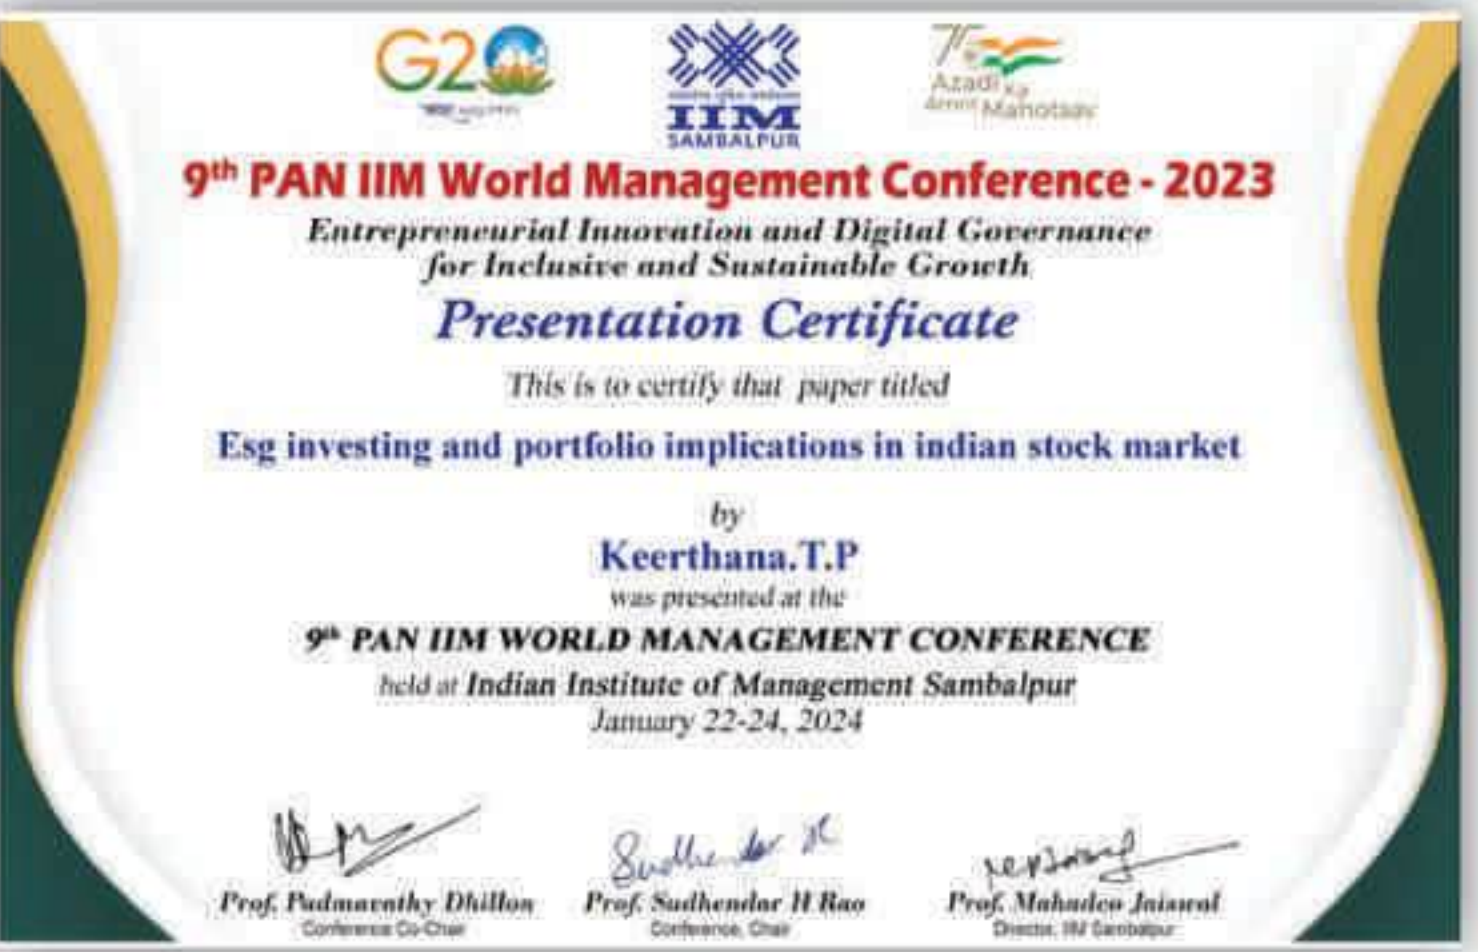 G20
IIM
SAMBALPUR
Azadi Ka
Amrit Mahotsav
9th PAN IIM World Management Conference - 2023
Entrepreneurial Innovation and Digital Governance
for Inclusive and Sustainable Growth
Presentation Certificate
This is to certify that paper titled
Esg investing and portfolio implications in indian stock market
by
Keerthana.T.P
was presented at the
9th PAN IIM WORLD MANAGEMENT CONFERENCE
held at Indian Institute of Management Sambalpur
January 22-24, 2024
Sudhendar H
Prof. Padmavathy Dhillon
Prof. Sudhendar H Rao
Prof. Mahadeo Jaiswal
Conference Co-Chair
Conference, Chair
Director, IIM Sambalpur